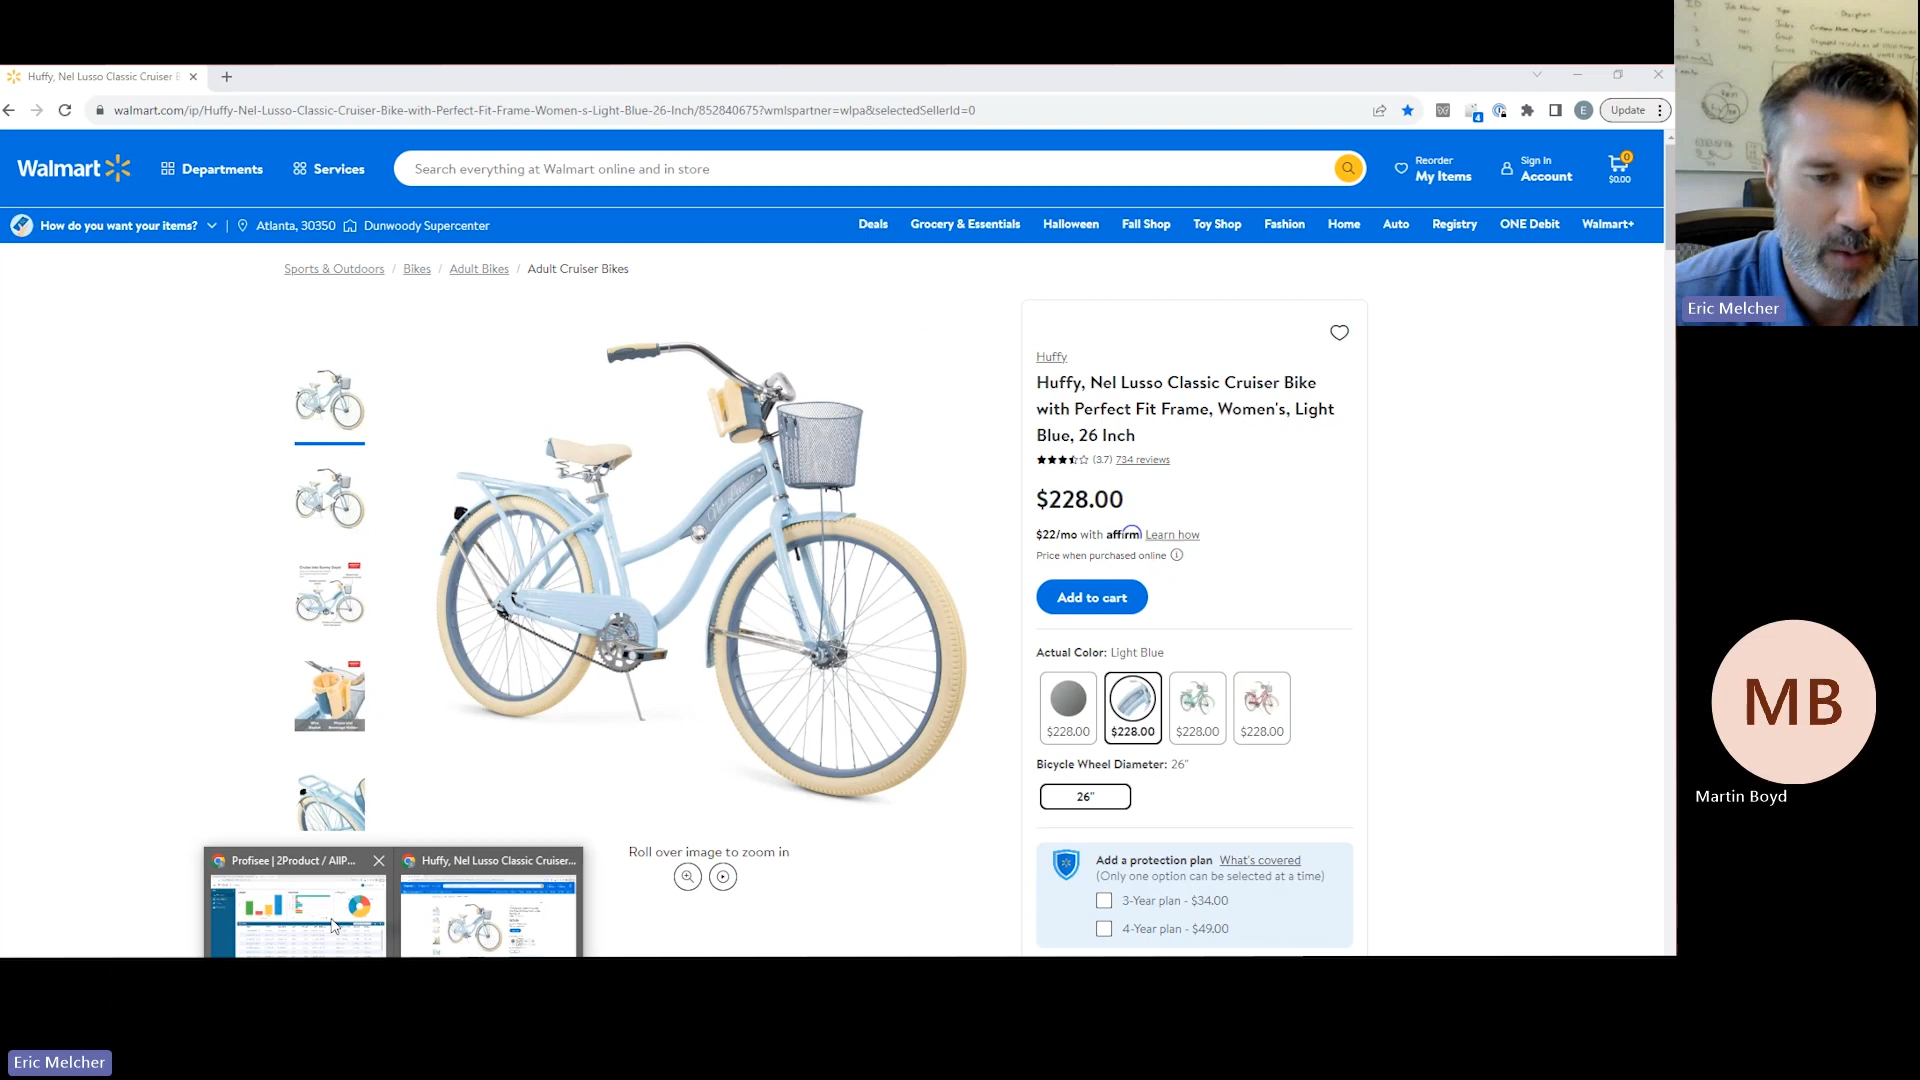 Huffy, Nel Lusso Classic Cruiser B
walmart.com/ip/Huffy-Nel-Lusso-Classic-Cruiser-Bike-with-Perfect-Fit-Frame-Women-s-Light-Blue-26-Inch/852840675?wmlspartner=wlpa&selectedSellerId=0
4
E
Update
Walmart
Departments
Services
Search everything at Walmart online and in store
Reorder
My Items
Sign In
Account
0
$0.00
How do you want your items?
Atlanta, 30350
Dunwoody Supercenter
Deals
Grocery & Essentials
Halloween
Fall Shop
Toy Shop
Fashion
Home
Auto
Registry
ONE Debit
Walmart+
Sports & Outdoors / Bikes / Adult Bikes / Adult Cruiser Bikes
Huffy
Huffy, Nel Lusso Classic Cruiser Bike
with Perfect Fit Frame, Women's, Light
Blue, 26 Inch
(3.7) 734 reviews
$228.00
$22/mo with affirm Learn how
Price when purchased online
Add to cart
Actual Color: Light Blue
$228.00
$228.00
$228.00
$228.00
Bicycle Wheel Diameter: 26"
26"
Add a protection plan What's covered
(Only one option can be selected at a time)
3-Year plan - $34.00
4-Year plan - $49.00
Roll over image to zoom in
Profisee | 2Product / AllP...
Huffy, Nel Lusso Classic Cruiser...
Eric Melcher
MB
Martin Boyd
Eric Melcher